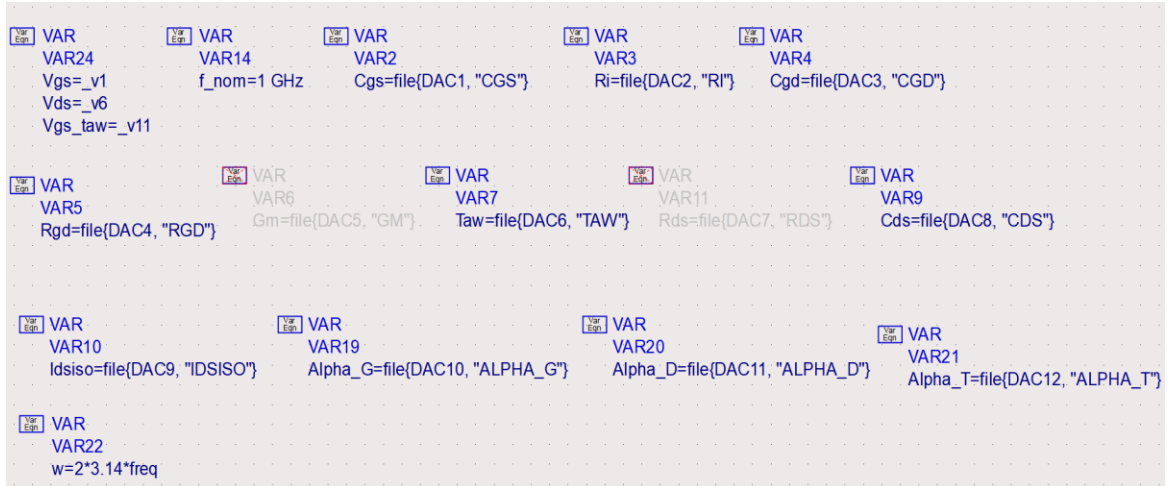 Var Eqn VAR
VAR24
Vgs=_v1
Vds=_v6
Vgs_taw=_v11
Var Eqn VAR
VAR14
f_nom=1 GHz
Var Eqn VAR
VAR2
Cgs=file{DAC1, "CGS"}
Var Eqn VAR
VAR3
Ri=file{DAC2, "RI"}
Var Eqn VAR
VAR4
Cgd=file{DAC3, "CGD"}
Var Eqn VAR
VAR5
Rgd=file{DAC4, "RGD"}
Var Eqn VAR
VAR6
Gm=file{DAC5, "GM"}
Var Eqn VAR
VAR7
Taw=file{DAC6, "TAW"}
Var Eqn VAR
VAR11
Rds=file{DAC7, "RDS"}
Var Eqn VAR
VAR9
Cds=file{DAC8, "CDS"}
Var Eqn VAR
VAR10
Idsiso=file{DAC9, "IDSISO"}
Var Eqn VAR
VAR19
Alpha_G=file{DAC10, "ALPHA_G"}
Var Eqn VAR
VAR20
Alpha_D=file{DAC11, "ALPHA_D"}
Var Eqn VAR
VAR21
Alpha_T=file{DAC12, "ALPHA_T"}
Var Eqn VAR
VAR22
w=2*3.14*freq